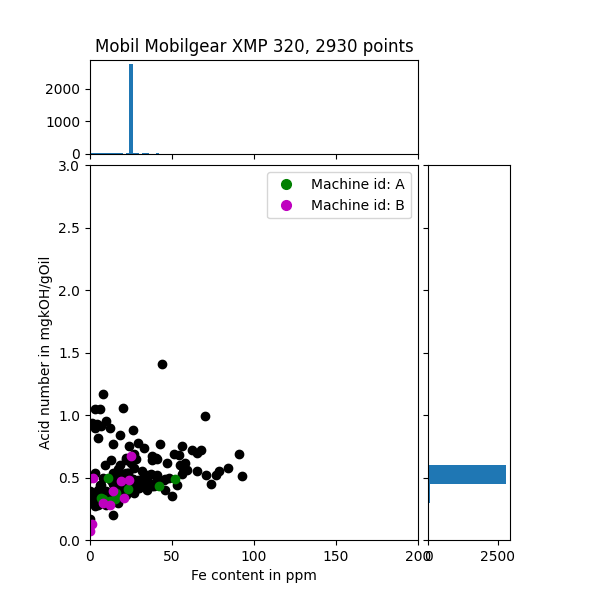 Mobil Mobilgear XMP 320, 2930 points
2000
1000
0
3.0
2.5
2.0
1.5
1.0
0.5
0.0
Acid number in mgkOH/gOil
Machine id: A
Machine id: B
0 50 100 150 200
Fe content in ppm
0 2500